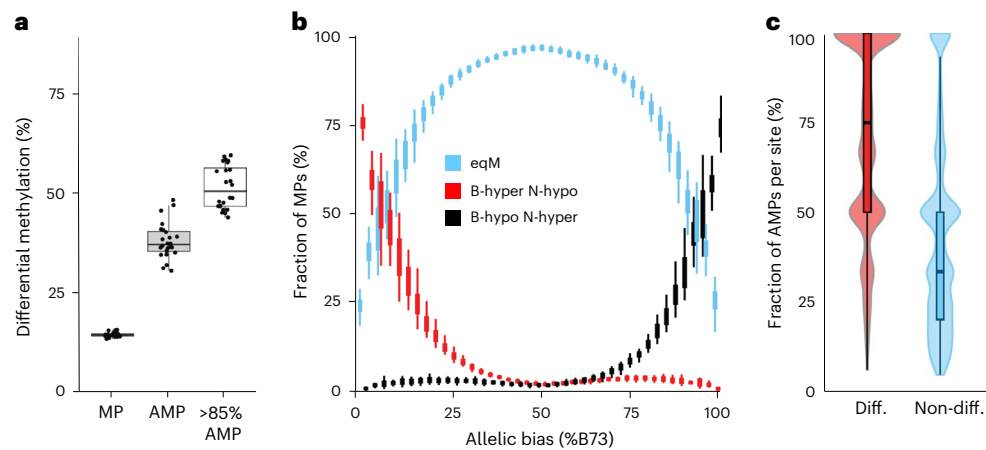 a
Differential methylation (%)
75
50
25
0
MP
AMP
>85%
AMP
b
Fraction of MPs (%)
100
75
50
25
0
eqM
B-hyper N-hypo
B-hypo N-hyper
0
25
50
75
100
Allelic bias (%B73)
c
Fraction of AMPs per site (%)
100
75
50
25
0
Diff.
Non-diff.